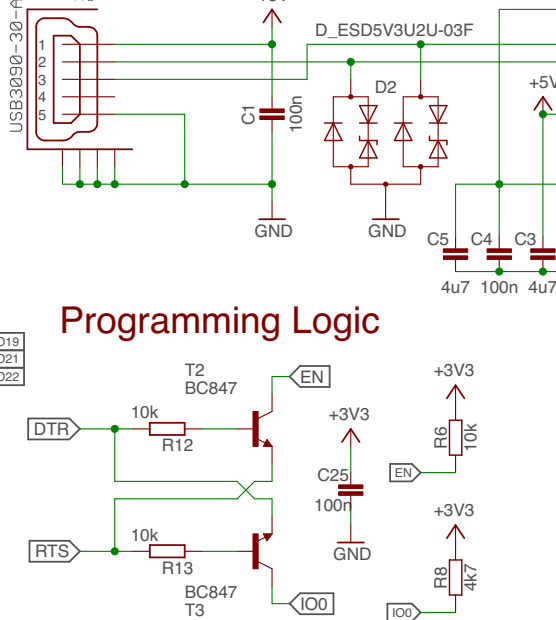 D_ESD5V3U2U-03F
USB3090-30-A
1
2
3
4
5
C1
100n
D2
+5V
GND
GND
C5
C4
C3
4u7
100n
4u7
Programming Logic
D19
D21
D22
T2
BC847
EN
DTR
10k
R12
+3V3
C25
100n
GND
+3V3
R6
10k
EN
RTS
10k
R13
BC847
T3
IO0
+3V3
R8
4k7
IO0